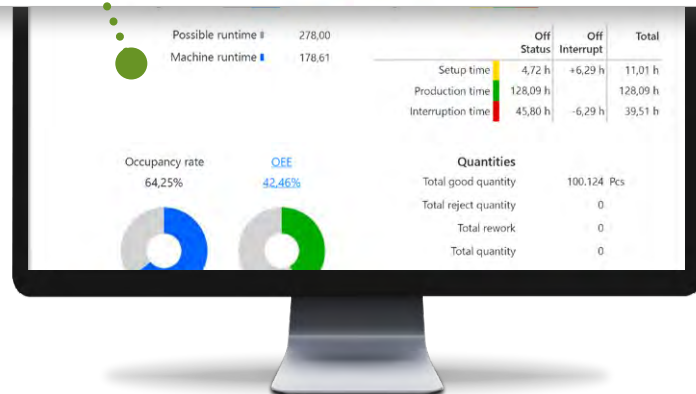 Possible runtime 278,00
Machine runtime 178,61
Off Off Total
Status Interrupt
Setup time 4,72 h +6,29 h 11,01 h
Production time 128,09 h 128,09 h
Interruption time 45,80 h -6,29 h 39,51 h
Occupancy rate OEE
64,25% 42,46%
Quantities
Total good quantity 100.124 Pcs
Total reject quantity 0
Total rework 0
Total quantity 0